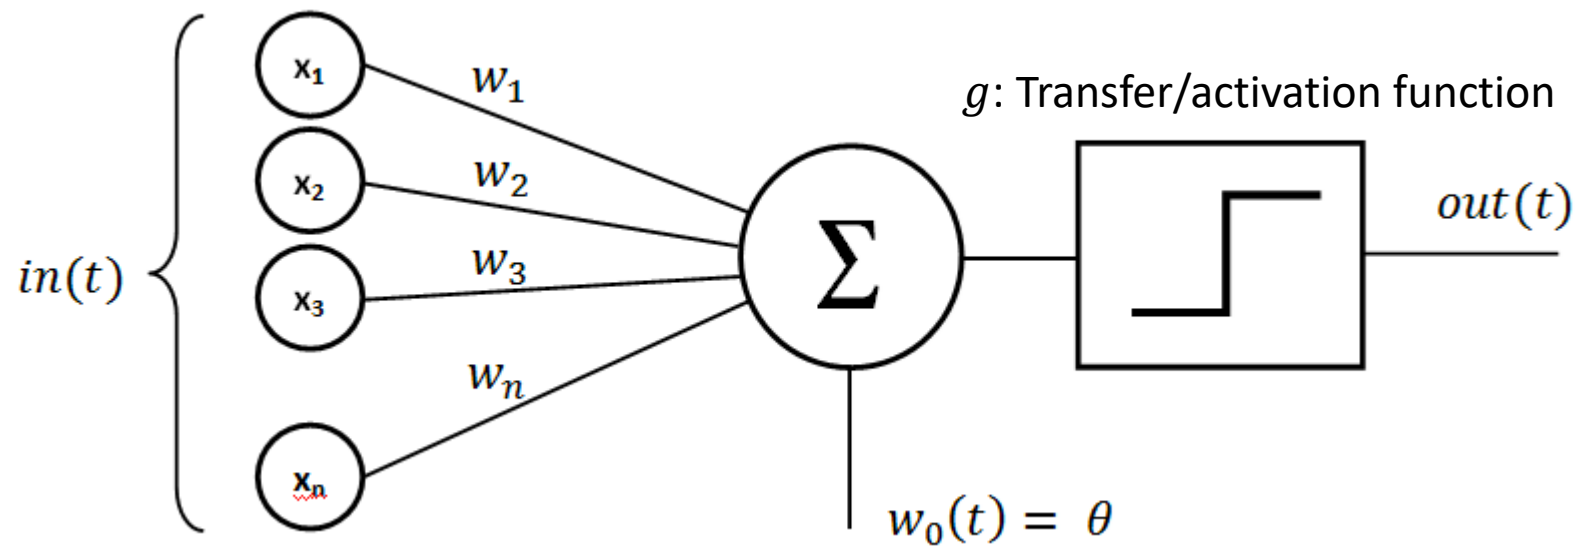 in(t)
x₁
x₂
x₃
xₙ
w₁
w₂
w₃
wₙ
Σ
w₀(t) = θ
g: Transfer/activation function
out(t)